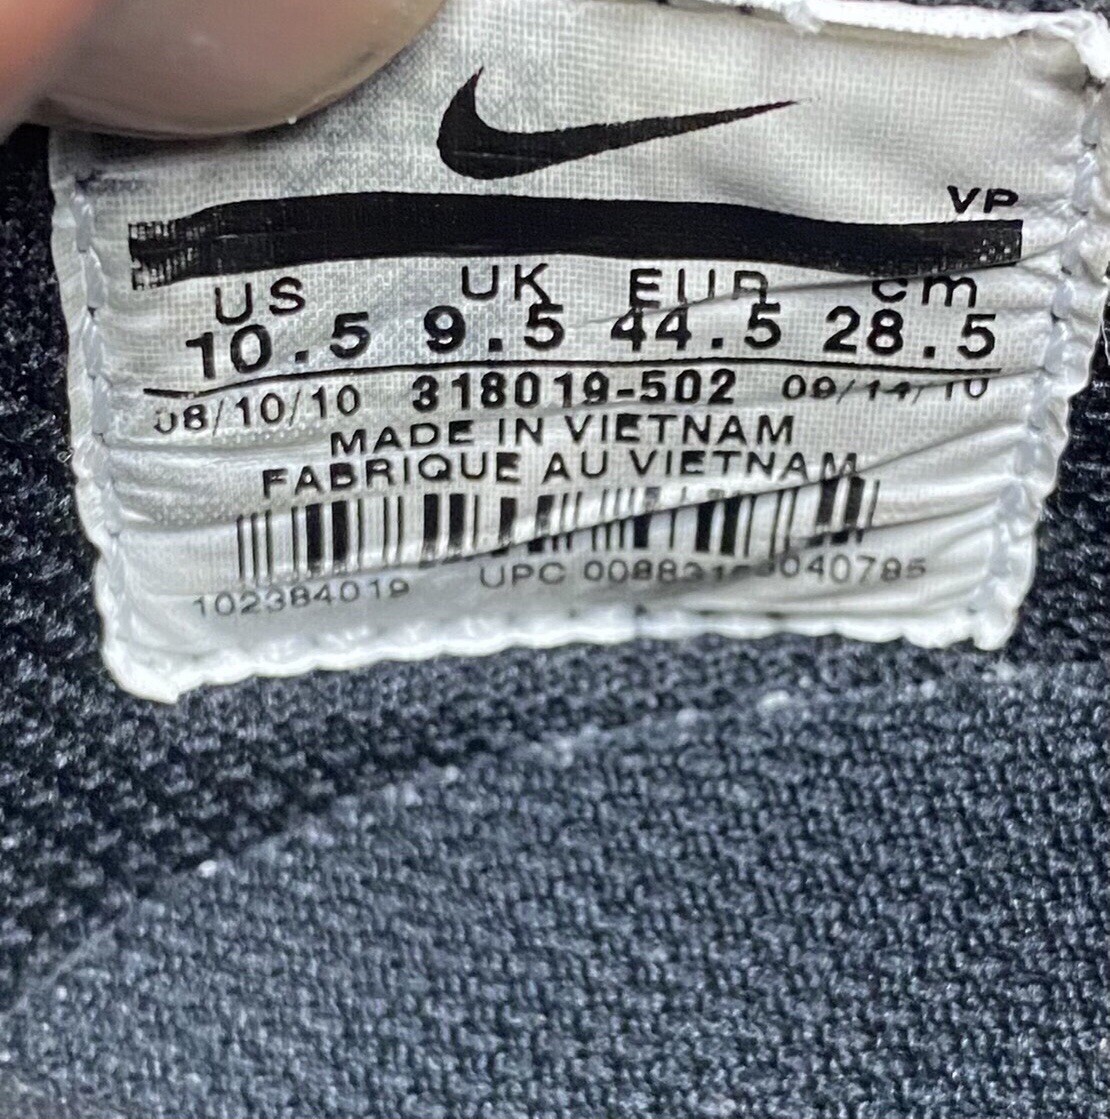 VP
US UK EUR cm
10.5 9.5 44.5 28.5
08/10/10 318019-502 09/14/10
MADE IN VIETNAM
FABRIQUE AU VIETNAM
102384019 UPC